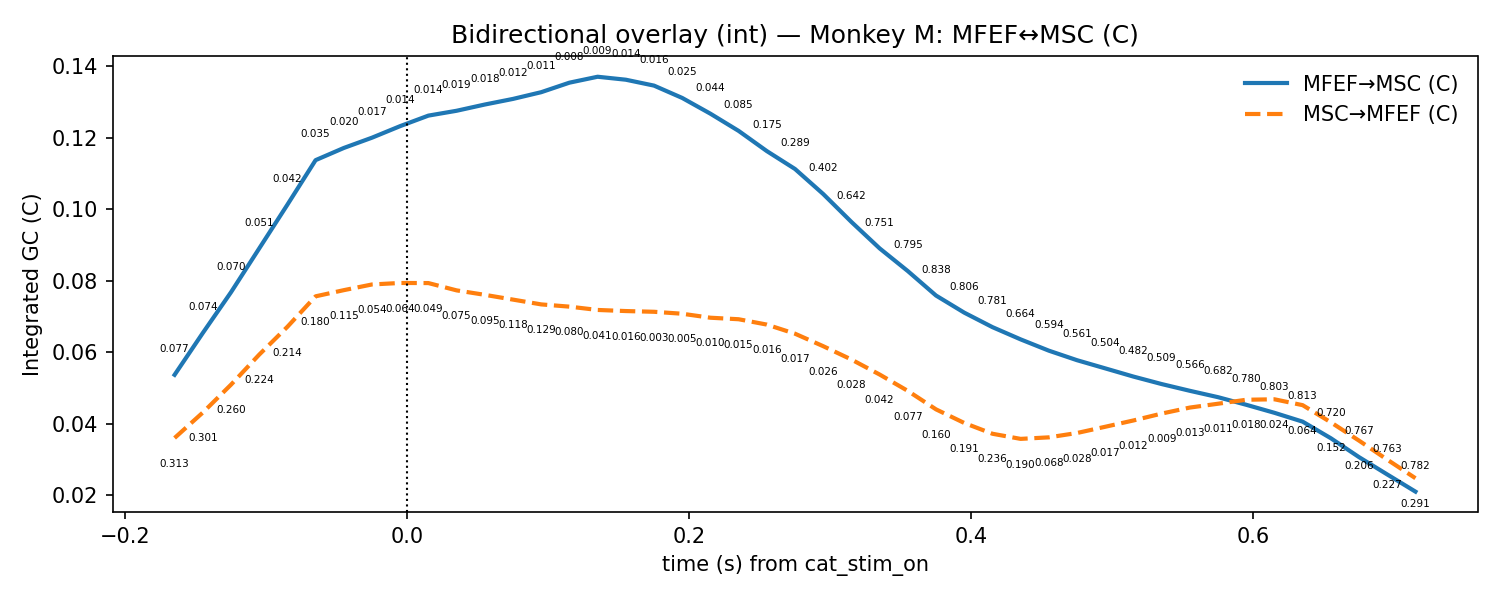 Bidirectional overlay (int) — Monkey M: MFEF↔MSC (C)
MFEF→MSC (C)
MSC→MFEF (C)
Integrated GC (C)
0.14
0.12
0.10
0.08
0.06
0.04
0.02
0.077 0.074 0.070 0.051 0.042 0.035 0.020 0.017 0.014 0.014 0.019 0.018 0.012 0.011 0.008 0.009 0.014 0.016 0.025 0.044 0.085 0.175 0.289 0.402 0.642 0.751 0.795 0.838 0.806 0.781 0.664 0.594 0.561 0.504 0.482 0.509 0.566 0.682 0.780 0.803 0.813 0.720 0.767 0.763 0.782
0.313 0.301 0.260 0.224 0.214 0.180 0.115 0.054 0.064 0.049 0.075 0.095 0.118 0.129 0.080 0.041 0.016 0.003 0.005 0.010 0.015 0.016 0.017 0.026 0.028 0.042 0.077 0.160 0.191 0.236 0.190 0.068 0.028 0.017 0.012 0.009 0.013 0.011 0.018 0.024 0.064 0.152 0.206 0.227 0.291
−0.2 0.0 0.2 0.4 0.6
time (s) from cat_stim_on